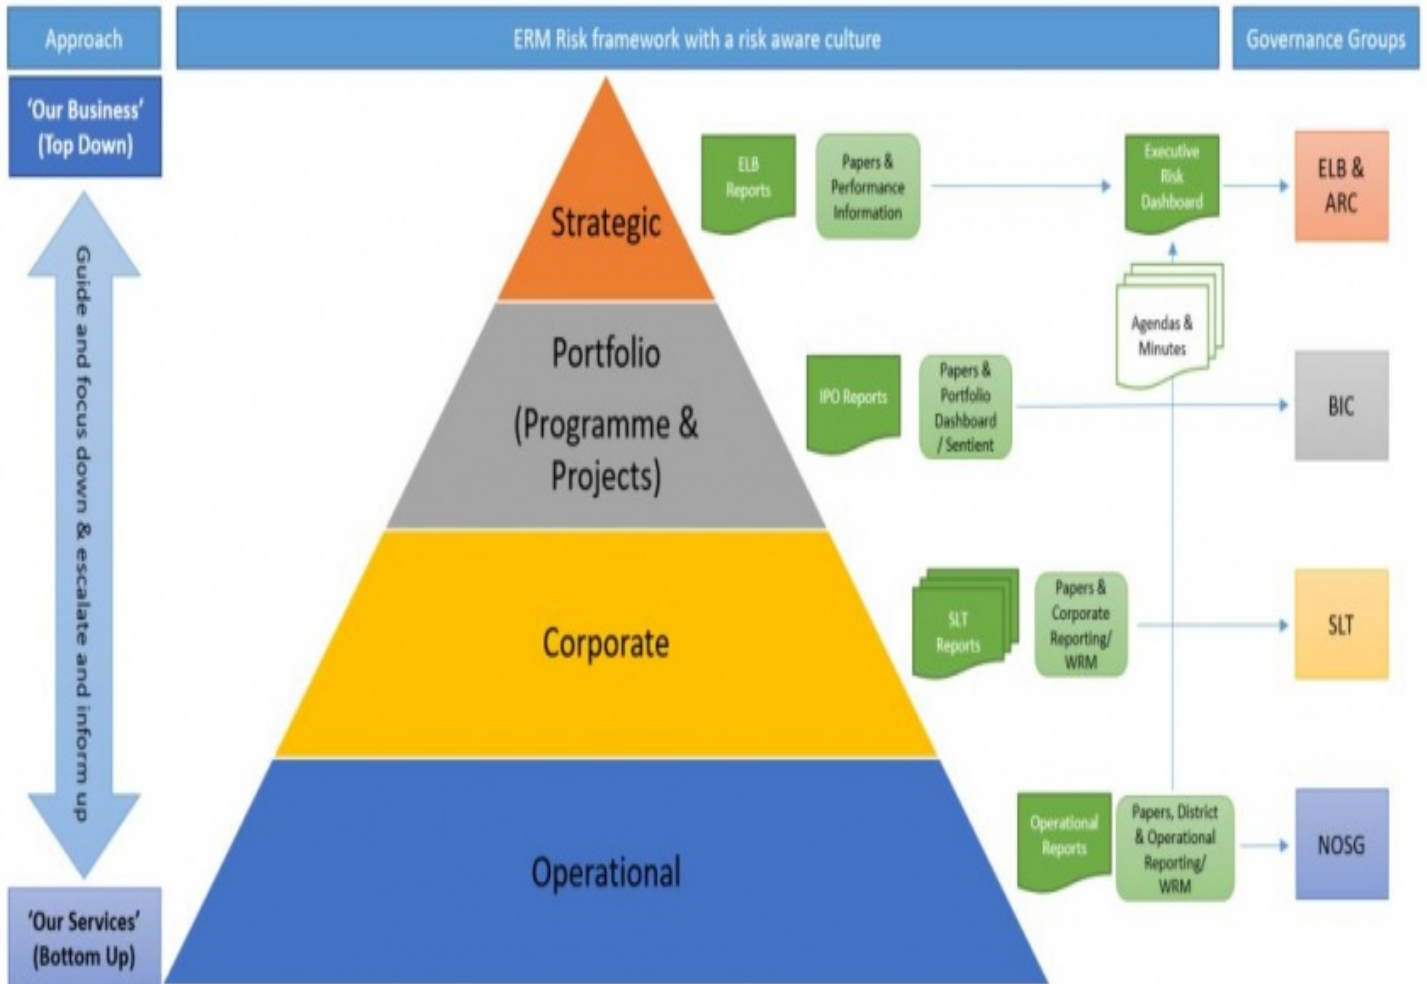 Approach
ERM Risk framework with a risk aware culture
Governance Groups
'Our Business'
(Top Down)
Guide and focus down & escalate and inform up
'Our Services'
(Bottom Up)
Strategic
ELB
Reports
Papers &
Performance
Information
Executive
Risk
Dashboard
ELB &
ARC
Agendas &
Minutes
Portfolio
(Programme &
Projects)
IPO Reports
Papers &
Portfolio
Dashboard
/ Sentient
BIC
Corporate
SLT
Reports
Papers &
Corporate
Reporting/
WRM
SLT
Operational
Operational
Reports
Papers, District
& Operational
Reporting/
WRM
NOSG